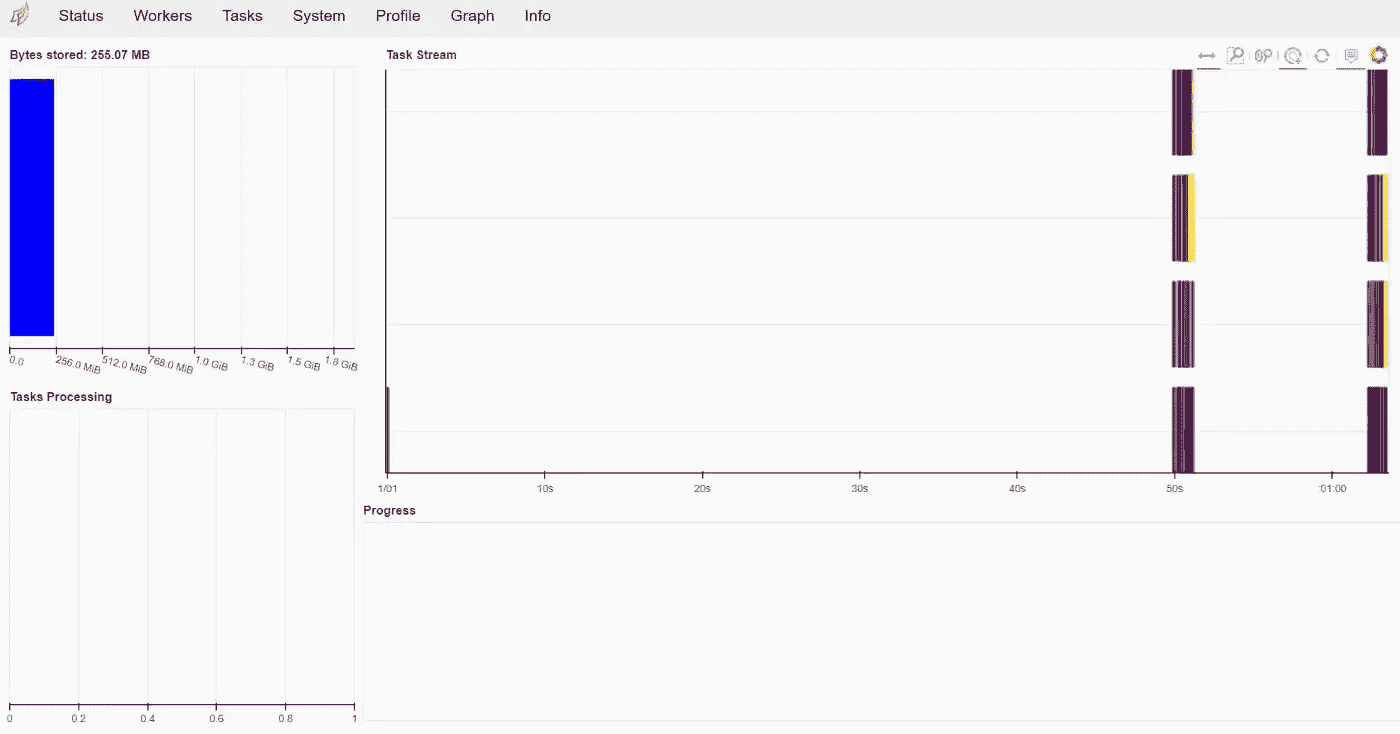 Status Workers Tasks System Profile Graph Info
Bytes stored: 255.07 MB
0.0 256.0 MiB 512.0 MiB 768.0 MiB 1.0 GiB 1.3 GiB 1.5 GiB 1.8 GiB
Tasks Processing
0 0.2 0.4 0.6 0.8 1
Task Stream
1/01 10s 20s 30s 40s 50s :01:00
Progress